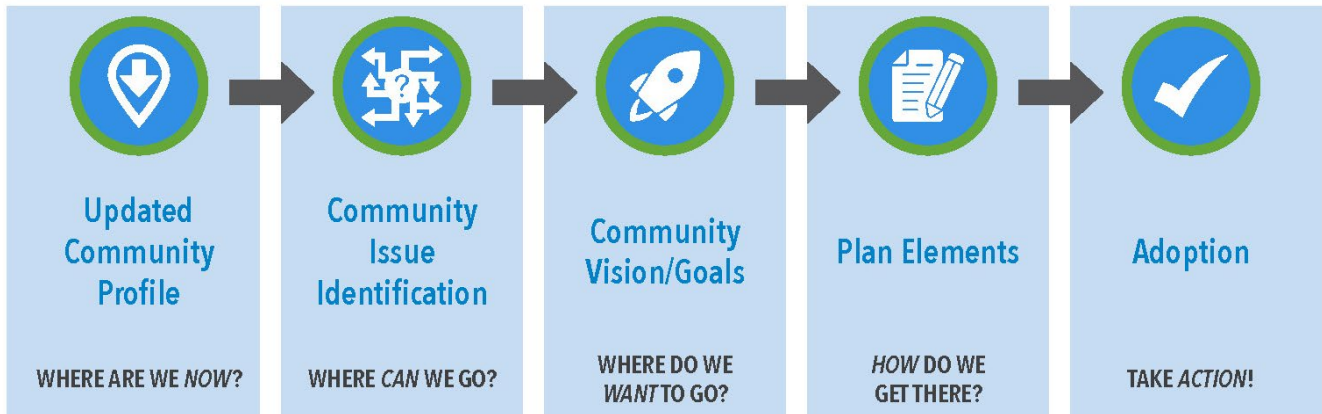 ?
Updated
Community
Profile
WHERE ARE WE NOW?
Community
Issue
Identification
WHERE CAN WE GO?
Community
Vision/Goals
WHERE DO WE
WANT TO GO?
Plan Elements
HOW DO WE
GET THERE?
Adoption
TAKE ACTION!